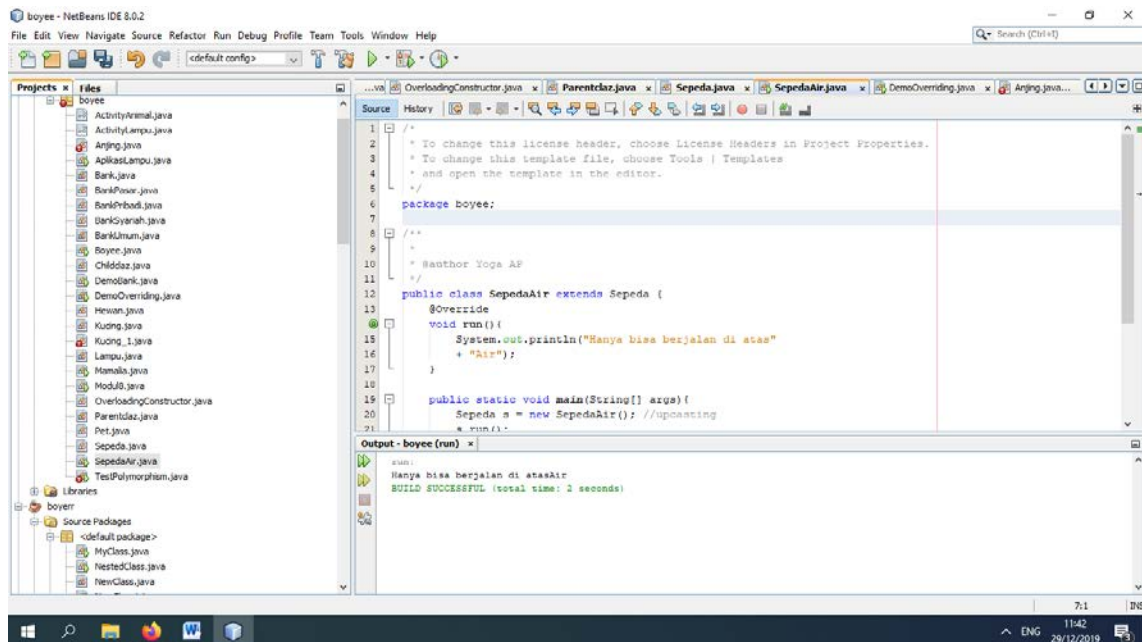 boyee - NetBeans IDE 8.0.2
File Edit View Navigate Source Refactor Run Debug Profile Team Tools Window Help
Search (Ctrl+I)
<default config>
Projects Files
boyee
ActivityAnimal.java
ActivityLampu.java
Anjing.java
AplikasiLampu.java
Bank.java
BankPasar.java
BankPribadi.java
BankSyariah.java
BankUmum.java
Boyee.java
Childclaz.java
DemoBank.java
DemoOverriding.java
Hewan.java
Kucing.java
Kucing_1.java
Lampu.java
Mamalia.java
Modul8.java
OverloadingConstructor.java
Parentclaz.java
Pet.java
Sepeda.java
SepedaAir.java
TestPolymorphism.java
Libraries
boyerr
Source Packages
<default package>
MyClass.java
NestedClass.java
NewClass.java
...va OverloadingConstructor.java Parentclaz.java Sepeda.java SepedaAir.java DemoOverriding.java Anjing.java...
Source History
1 /*
2 * To change this license header, choose License Headers in Project Properties.
3 * To change this template file, choose Tools | Templates
4 * and open the template in the editor.
5 */
6 package boyee;
7
8 /**
9 *
10 * @author Yoga AP
11 */
12 public class SepedaAir extends Sepeda {
13 @Override
void run(){
15 System.out.println("Hanya bisa berjalan di atas"
16 + "Air");
17 }
18
19 public static void main(String[] args){
20 Sepeda s = new SepedaAir(); //upcasting
21 s.run();
Output - boyee (run)
run:
Hanya bisa berjalan di atasAir
BUILD SUCCESSFUL (total time: 2 seconds)
7:1 INS
ENG 11:42
29/12/2019